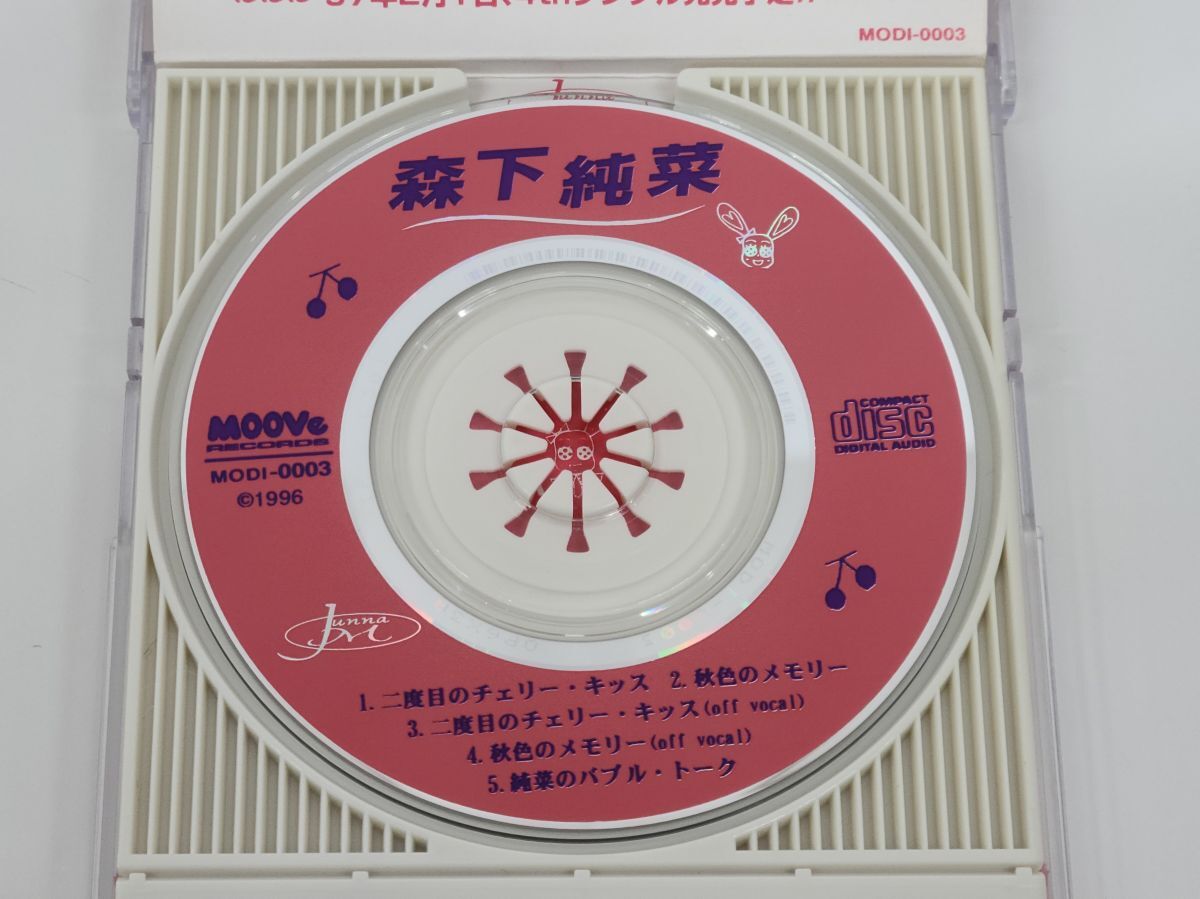 MODI-0003
Junna
森下純菜
MOOVe
RECORDS
MODI-0003
©1996
COMPACT
disc
DIGITAL AUDIO
Junna M
1. 二度目のチェリー・キッス 2. 秋色のメモリー
3. 二度目のチェリー・キッス(off vocal)
4. 秋色のメモリー(off vocal)
5. 純菜のバブル・トーク